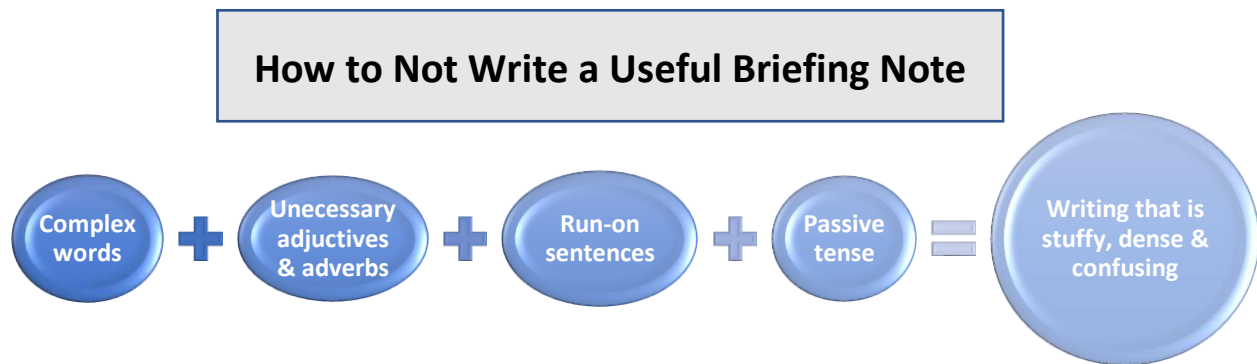 How to Not Write a Useful Briefing Note
Complex
words
Unecessary
adjuctives
& adverbs
Run-on
sentences
Passive
tense
Writing that is
stuffy, dense &
confusing